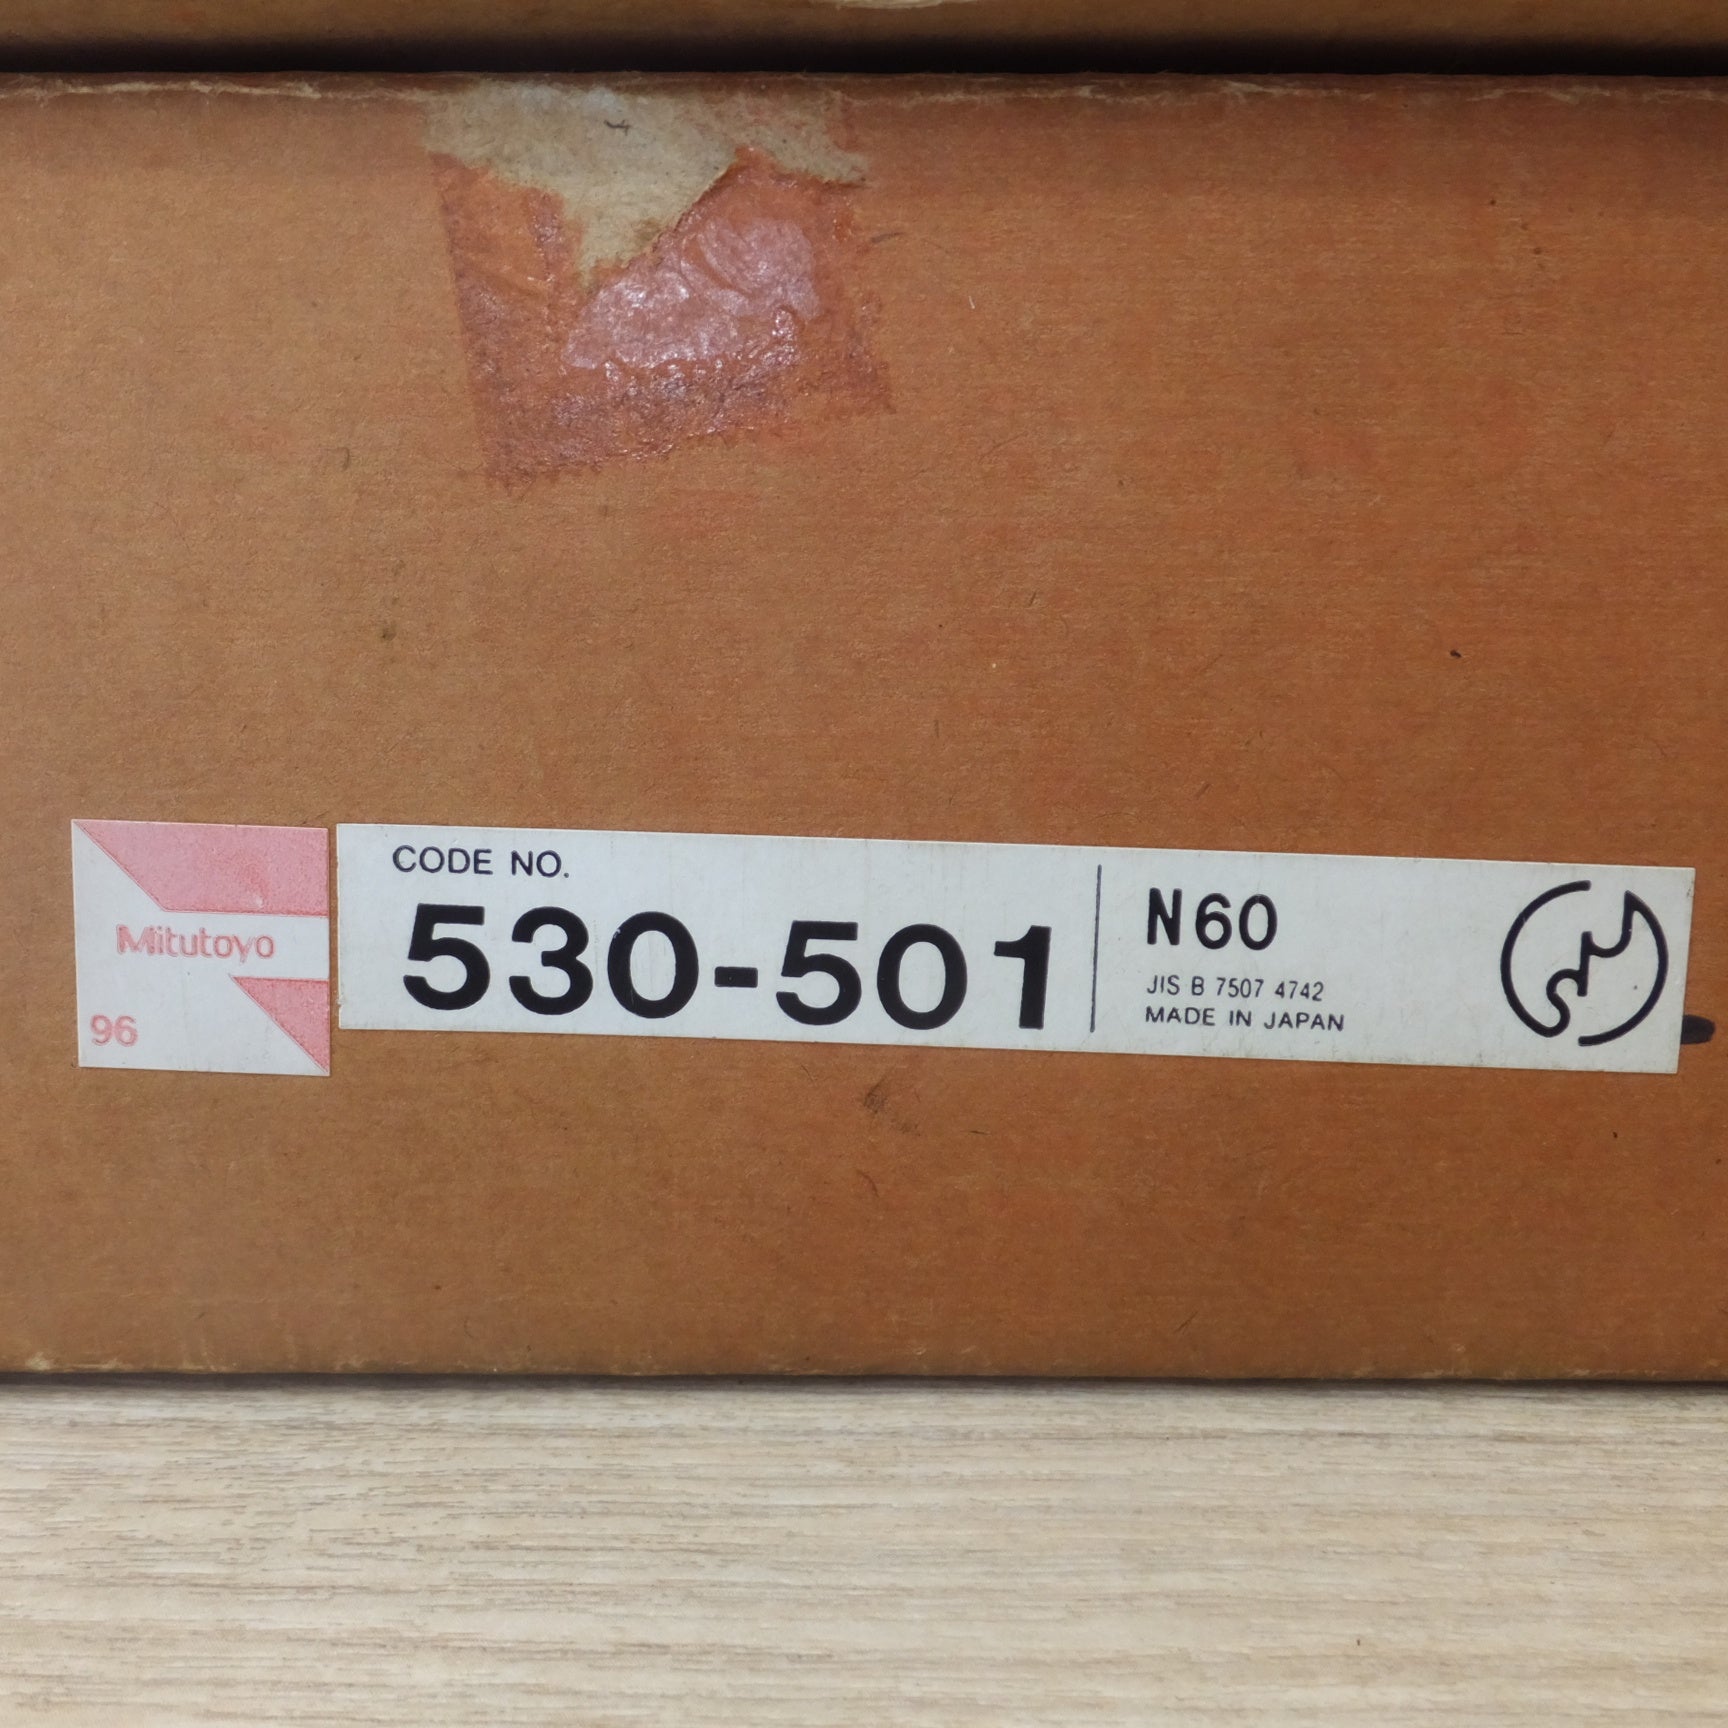 Mitutoyo
96
CODE NO.
530-501
N60
JIS B 7507 4742
MADE IN JAPAN